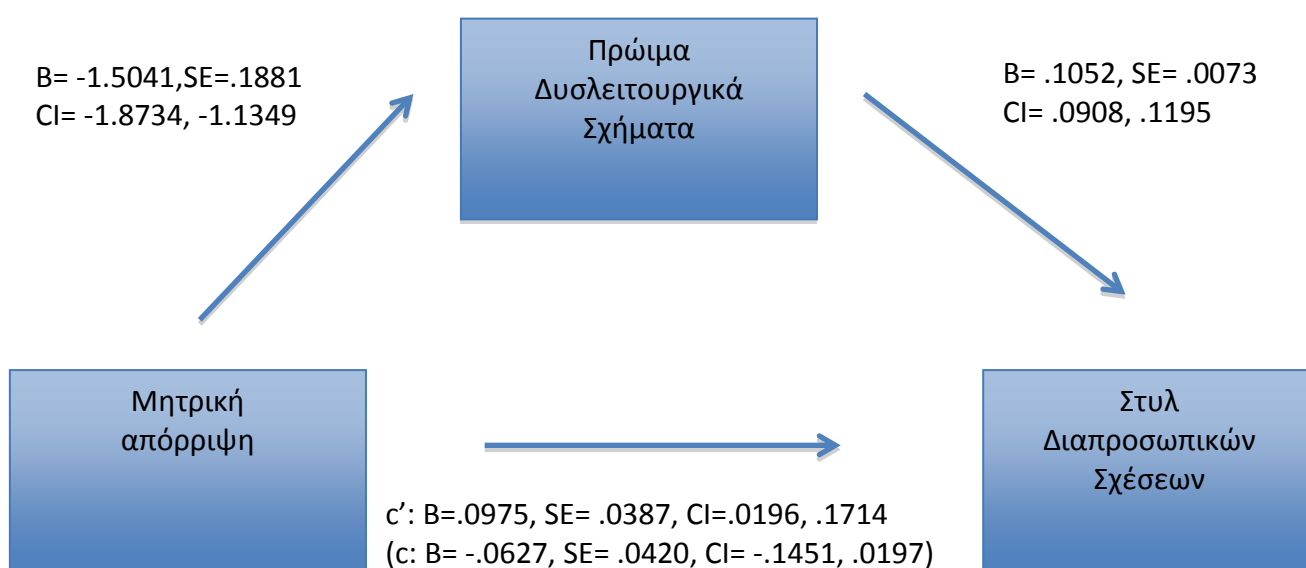 Πρώιμα
Δυσλειτουργικά
Σχήματα
B= -1.5041,SE=.1881
CI= -1.8734, -1.1349
B= .1052, SE= .0073
CI= .0908, .1195
Μητρική
απόρριψη
Στυλ
Διαπροσωπικών
Σχέσεων
c’: B=.0975, SE= .0387, CI=.0196, .1714
(c: B= -.0627, SE= .0420, CI= -.1451, .0197)